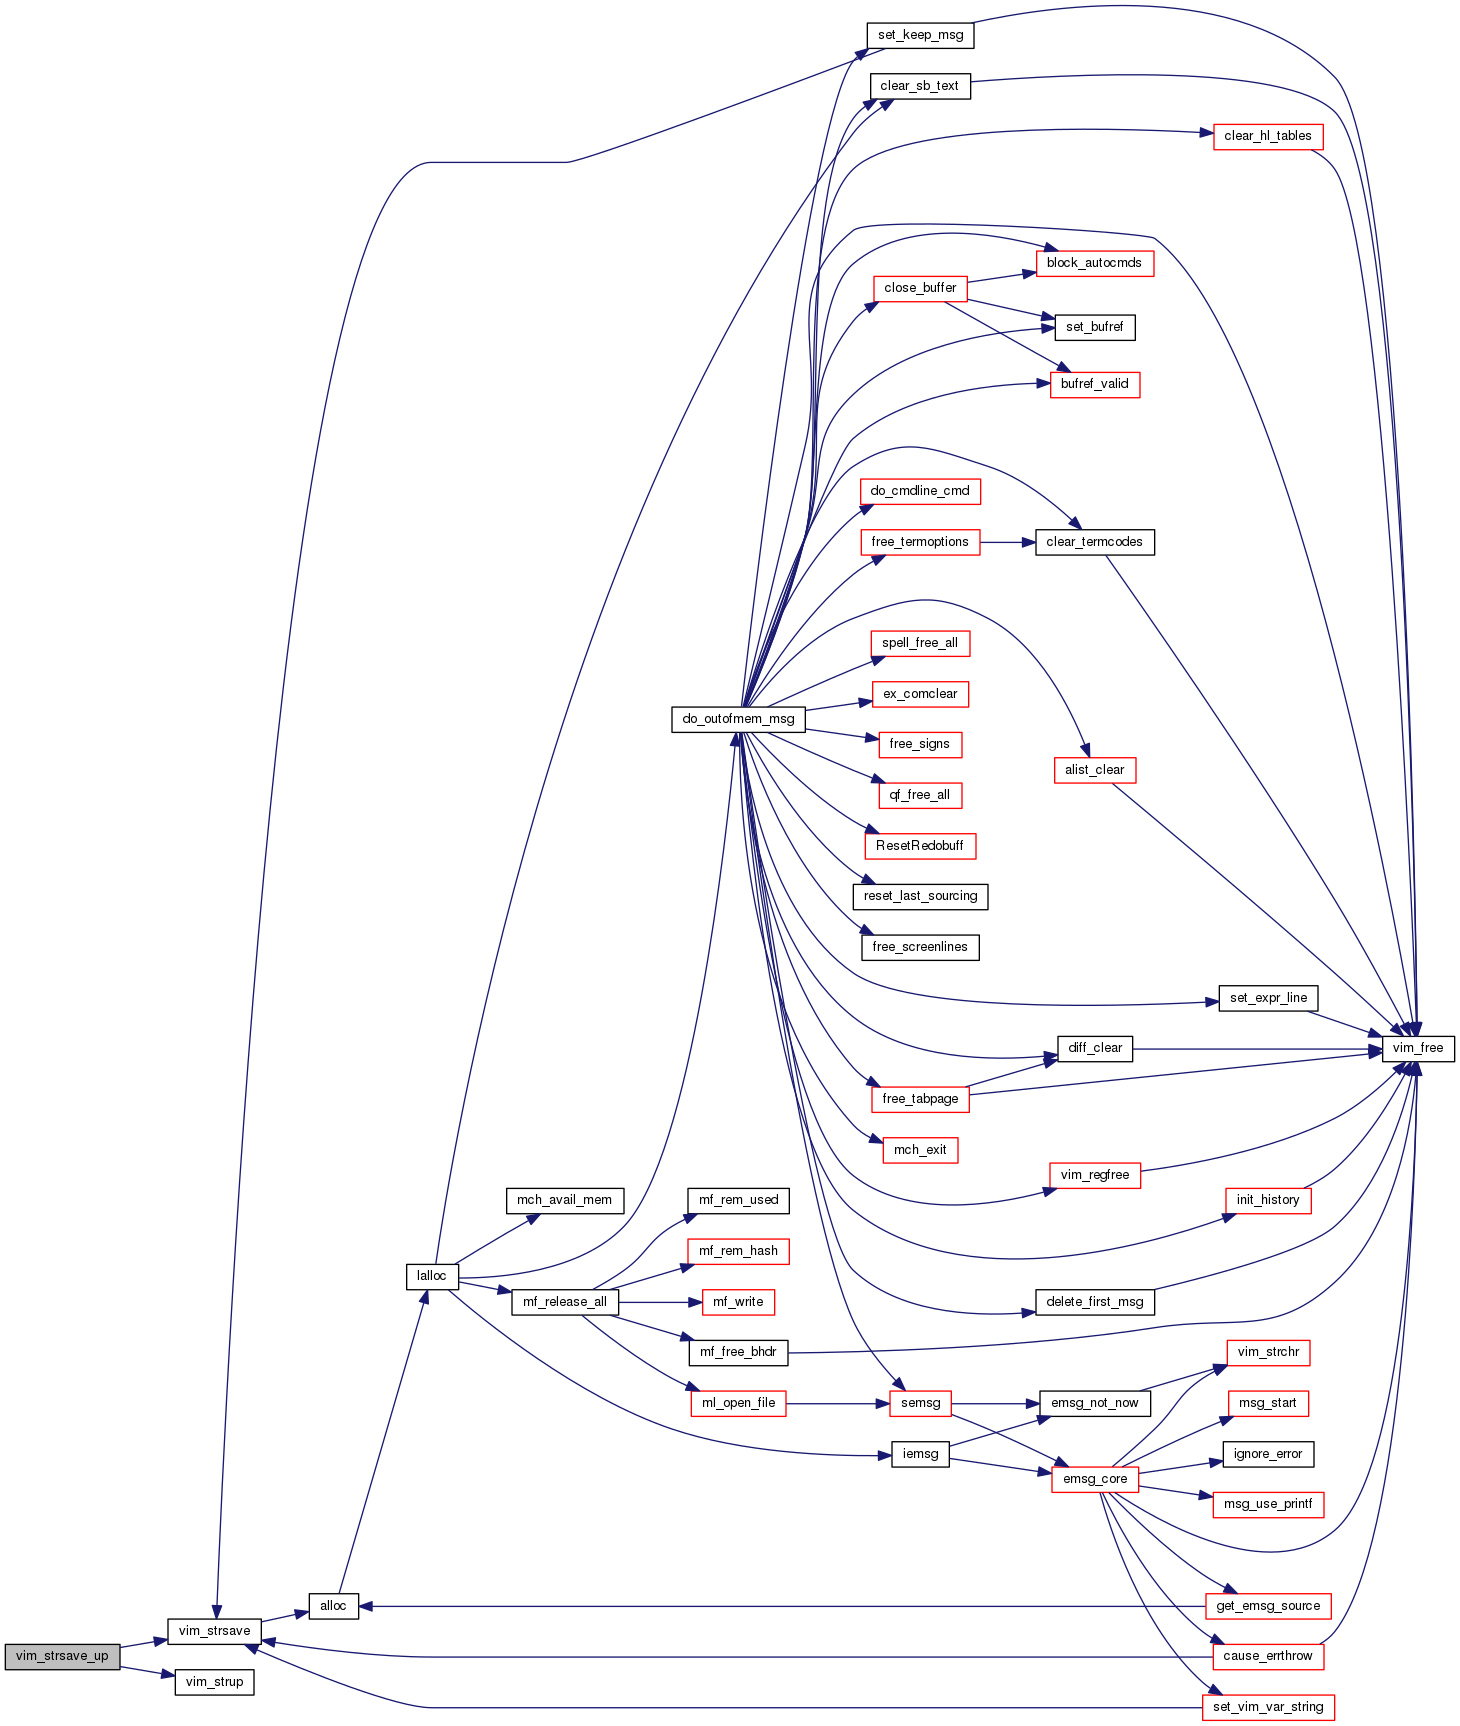 set_keep_msg
clear_sb_text
clear_hl_tables
block_autocmds
close_buffer
set_bufref
bufref_valid
do_cmdline_cmd
free_termoptions
clear_termcodes
spell_free_all
ex_comclear
do_outofmem_msg
free_signs
alist_clear
qf_free_all
ResetRedobuff
reset_last_sourcing
free_screenlines
set_expr_line
diff_clear
vim_free
free_tabpage
mch_exit
vim_regfree
mch_avail_mem
mf_rem_used
init_history
mf_rem_hash
lalloc
mf_release_all
mf_write
delete_first_msg
mf_free_bhdr
vim_strchr
ml_open_file
semsg
emsg_not_now
msg_start
iemsg
ignore_error
emsg_core
msg_use_printf
alloc
get_emsg_source
vim_strsave
vim_strsave_up
cause_errthrow
vim_strup
set_vim_var_string